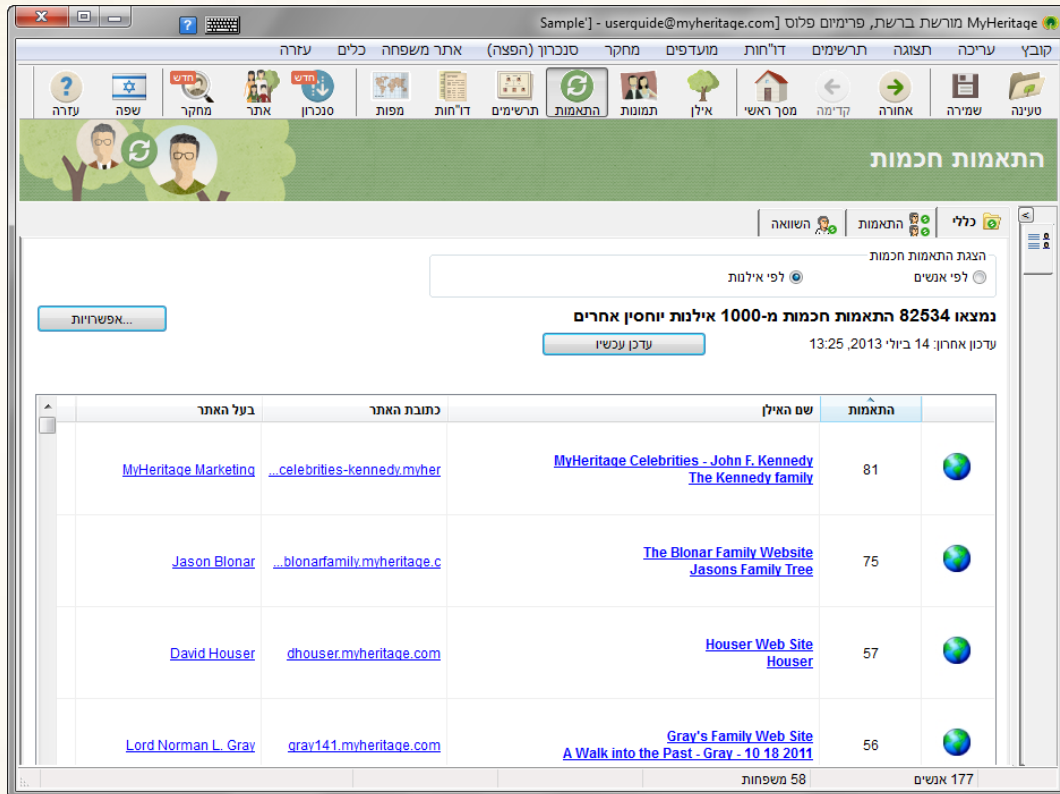 MyHeritage מורשת ברשת, פרימיום פלוס [Sample'] - userquide@myheritage.com
קובץ עריכה תצוגה תרשימים דו"חות מועדפים מחקר סנכרון (הפצה) אתר משפחה כלים עזרה
חדש חדש
טעינה שמירה אחורה קדימה מסך ראשי אילן תמונות התאמות תרשימים דו"חות מפות סנכרון אתר מחקר שפה עזרה
התאמות חכמות
כללי התאמות השוואה
הצגת התאמות חכמות
לפי אנשים לפי אילנות
נמצאו 82534 התאמות חכמות מ-1000 אילנות יוחסין אחרים
אפשרויות...
עדכון אחרון: 14 ביולי 2013, 13:25 עדכן עכשיו
התאמות שם האילן כתובת האתר בעל האתר
81 MyHeritage Celebrities - John F. Kennedy
The Kennedy family
...celebrities-kennedy.myher MyHeritage Marketing
75 The Blonar Family Website
Jasons Family Tree
...blonarfamily.myheritage.c Jason Blonar
57 Houser Web Site
Houser
dhouser.myheritage.com David Houser
56 Gray's Family Web Site
A Walk into the Past - Gray - 10 18 2011
gray141.myheritage.com Lord Norman L. Gray
177 אנשים 58 משפחות